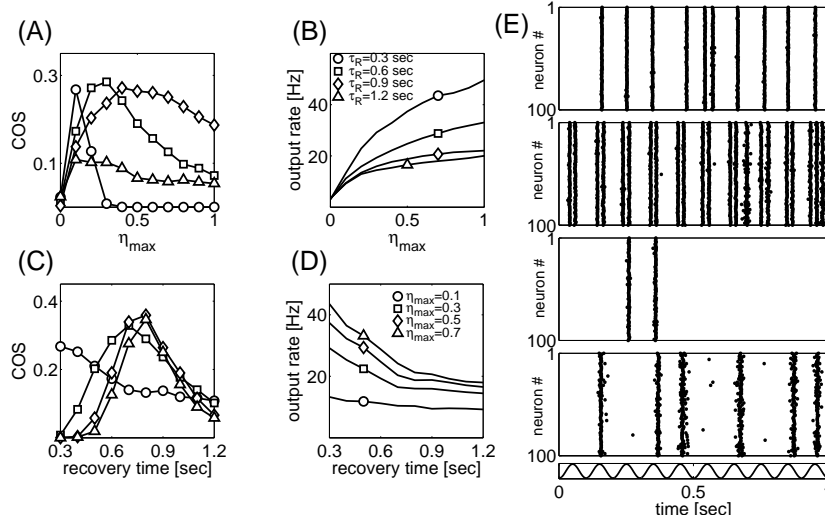 (A)
COS
0.3
0.1
0
0.5
1
η_max
(B)
output rate [Hz]
40
20
0
0.5
1
η_max
τ_R=0.3 sec
τ_R=0.6 sec
τ_R=0.9 sec
τ_R=1.2 sec
(C)
COS
0.4
0.2
0.3
0.6
0.9
1.2
recovery time [sec]
(D)
output rate [Hz]
40
20
0.3
0.6
0.9
1.2
recovery time [sec]
η_max=0.1
η_max=0.3
η_max=0.5
η_max=0.7
(E)
1
neuron #
100
1
neuron #
100
1
neuron #
100
1
neuron #
100
0
0.5
1
time [sec]